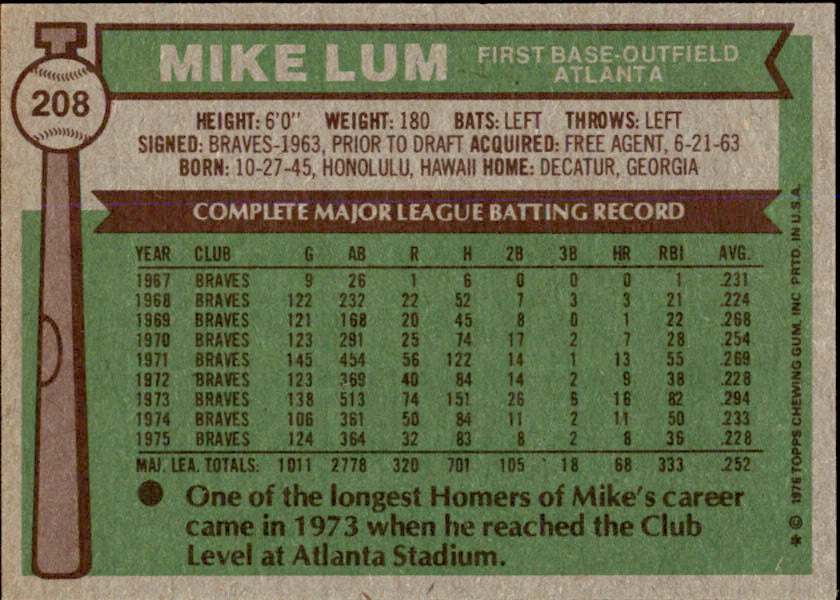 208
MIKE LUM
FIRST BASE-OUTFIELD
ATLANTA
HEIGHT: 6'0" WEIGHT: 180 BATS: LEFT THROWS: LEFT
SIGNED: BRAVES-1963, PRIOR TO DRAFT ACQUIRED: FREE AGENT, 6-21-63
BORN: 10-27-45, HONOLULU, HAWAII HOME: DECATUR, GEORGIA
COMPLETE MAJOR LEAGUE BATTING RECORD
YEAR CLUB G AB R H 2B 3B HR RBI AVG.
1967 BRAVES 9 26 1 6 0 0 0 1 .231
1968 BRAVES 122 232 22 52 7 3 3 21 .224
1969 BRAVES 121 168 20 45 8 0 1 22 .268
1970 BRAVES 123 291 25 74 17 2 7 28 .254
1971 BRAVES 145 454 56 122 14 1 13 55 .269
1972 BRAVES 123 369 40 84 14 2 9 38 .228
1973 BRAVES 138 513 74 151 26 6 16 82 .294
1974 BRAVES 106 361 50 84 11 2 11 50 .233
1975 BRAVES 124 364 32 83 8 2 8 36 .228
MAJ. LEA. TOTALS: 1011 2778 320 701 105 18 68 333 .252
One of the longest Homers of Mike's career
came in 1973 when he reached the Club
Level at Atlanta Stadium.
* © 1976 TOPPS CHEWING GUM, INC PRTD. IN U.S.A.